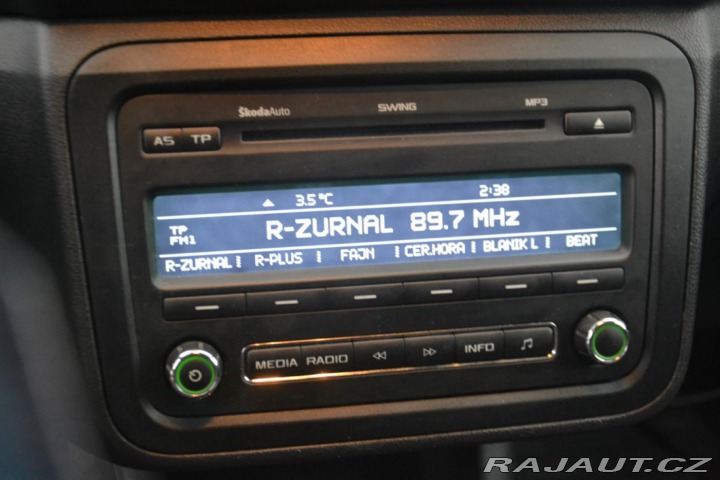 ŠkodaAuto SWING MP3
AS TP
3.5 °C 2:38
TP
FM1
R-ZURNAL 89.7 MHz
R-ZURNAL R-PLUS FAJN CER.HORA BLANIK L BEAT
MEDIA RADIO INFO
RAJAUT.CZ